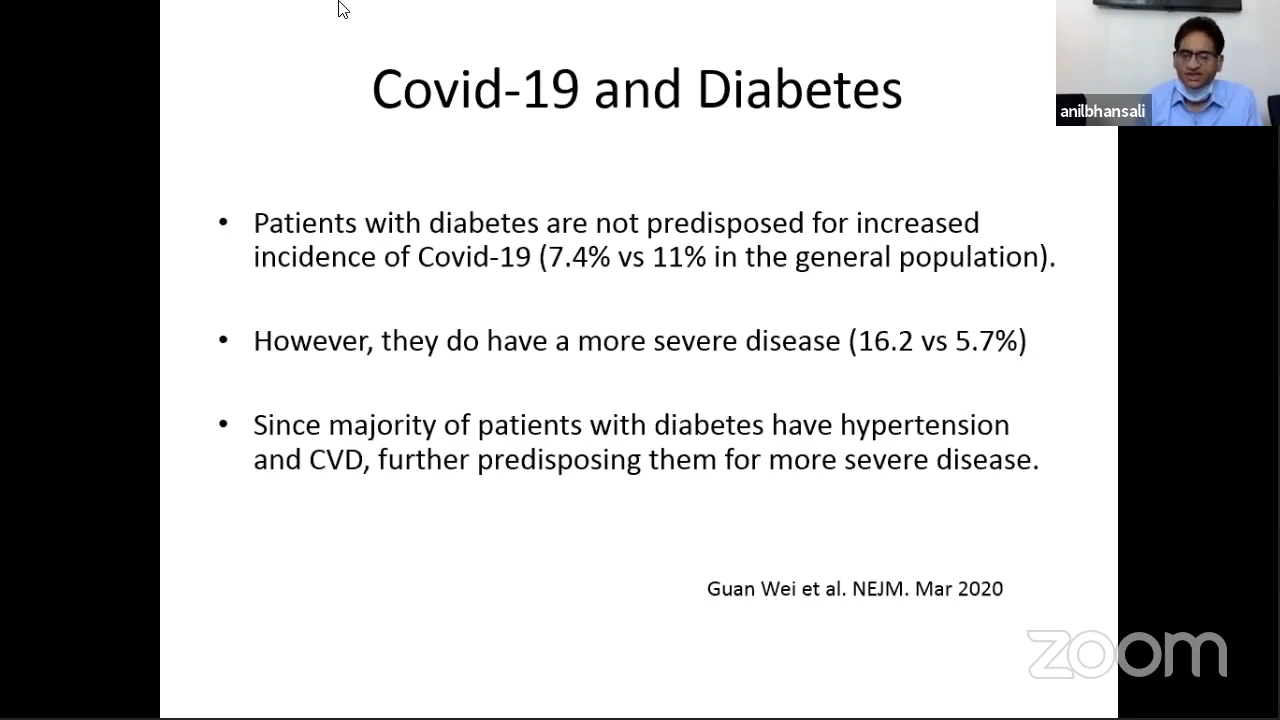 Covid-19 and Diabetes
anilbhansali
• Patients with diabetes are not predisposed for increased
incidence of Covid-19 (7.4% vs 11% in the general population).
• However, they do have a more severe disease (16.2 vs 5.7%)
• Since majority of patients with diabetes have hypertension
and CVD, further predisposing them for more severe disease.
Guan Wei et al. NEJM. Mar 2020
zoom